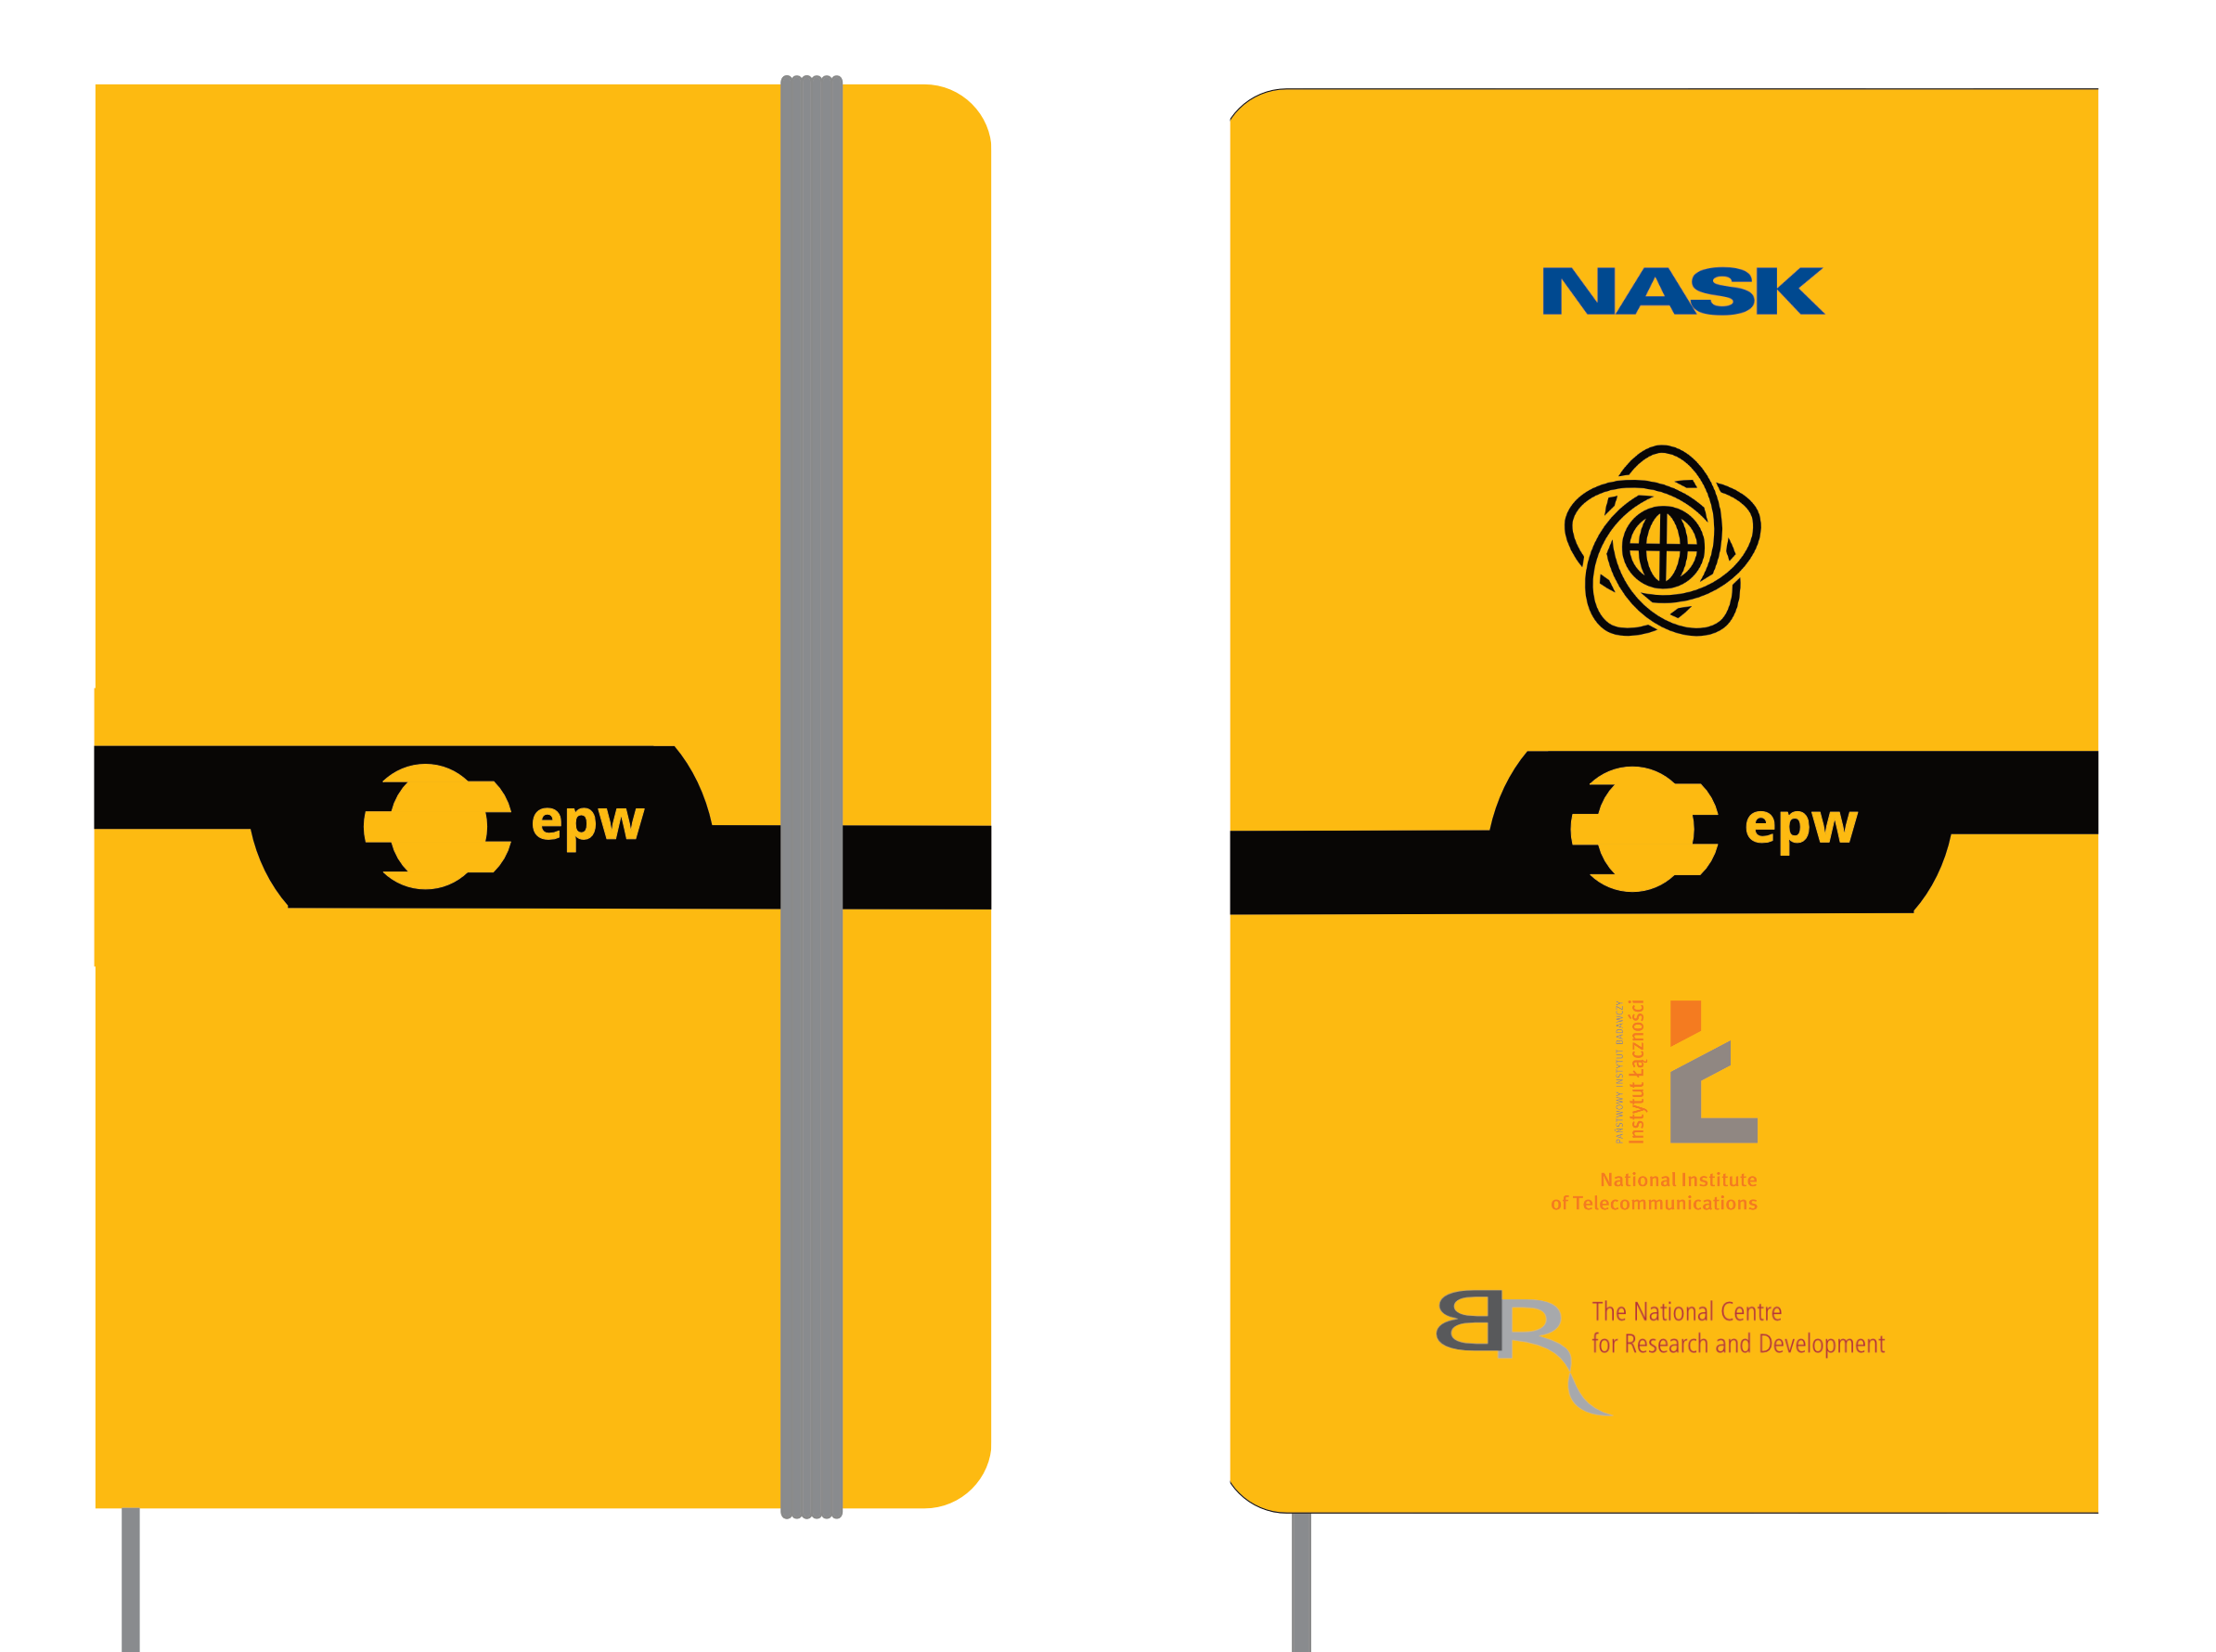 epw
NASK
epw
PAŃSTWOWY INSTYTUT BADAWCZY
Instytut Łączności
National Institute
of Telecommunications
BR
The National Centre
for Research and Development